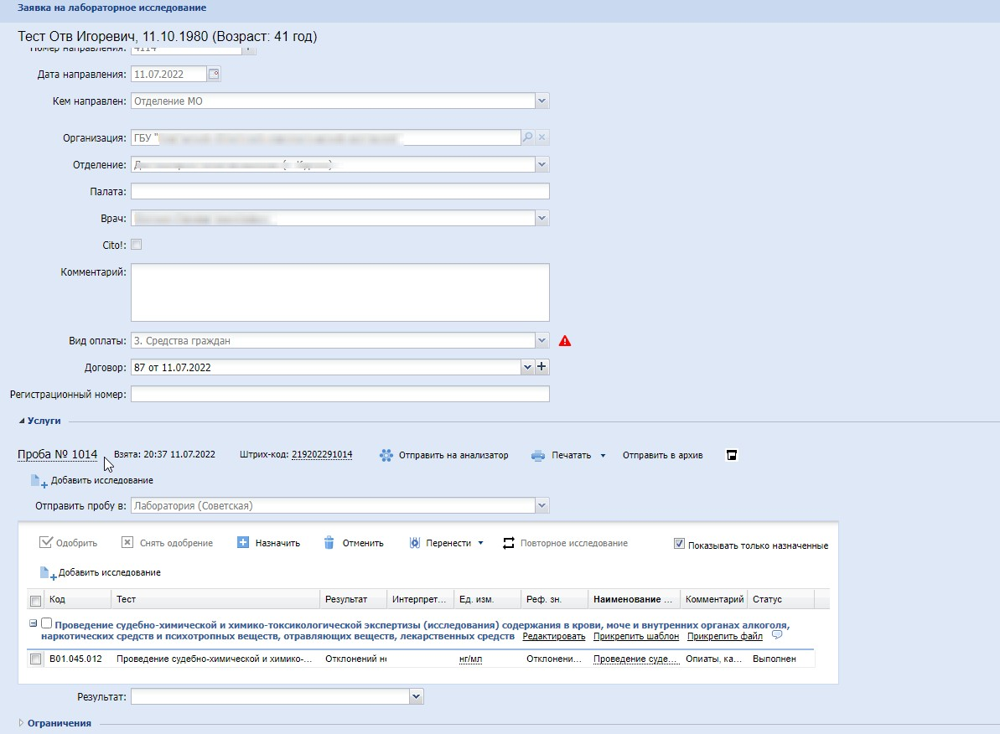 Заявка на лабораторное исследование
Тест Отв Игоревич, 11.10.1980 (Возраст: 41 год)
Номер направления: 4114
Дата направления: 11.07.2022
Кем направлен: Отделение МО
Организация: ГБУ "
Отделение:
Палата:
Врач:
Cito!:
Комментарий:
Вид оплаты: 3. Средства граждан
Договор: 87 от 11.07.2022
Регистрационный номер:
Услуги
Проба № 1014 Взята: 20:37 11.07.2022 Штрих-код: 219202291014 Отправить на анализатор Печатать Отправить в архив
Добавить исследование
Отправить пробу в: Лаборатория (Советская)
Одобрить Снять одобрение Назначить Отменить Перенести Повторное исследование Показывать только назначенные
Добавить исследование
Код Тест Результат Интерпрет... Ед. изм. Реф. зн. Наименование ... Комментарий Статус
Проведение судебно-химической и химико-токсикологической экспертизы (исследования) содержания в крови, моче и внутренних органах алкоголя,
наркотических средств и психотропных веществ, отравляющих веществ, лекарственных средств Редактировать Прикрепить шаблон Прикрепить файл
B01.045.012 Проведение судебно-химической и химико-... Отклонений не нг/мл Отклонени... Проведение суде... Опиаты, ка... Выполнен
Результат:
Ограничения